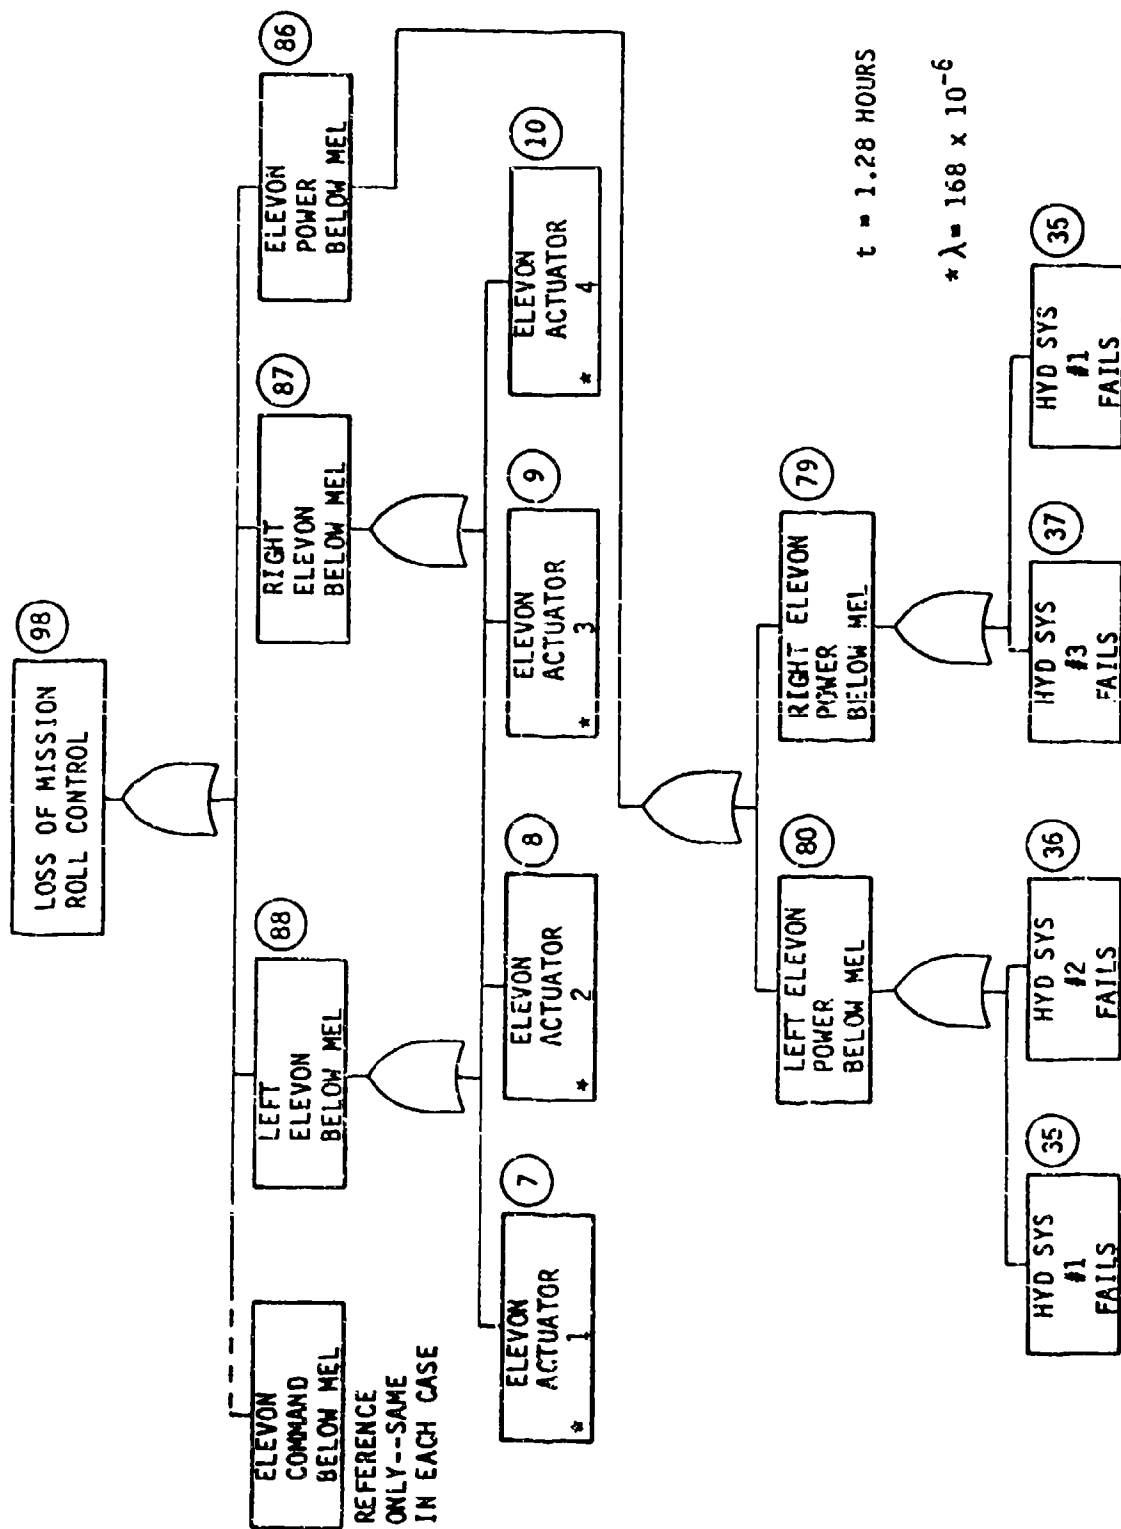 98
LOSS OF MISSION
ROLL CONTROL
ELEVON
COMMAND
BELOW MEL
REFERENCE
ONLY--SAME
IN EACH CASE
88
LEFT
ELEVON
BELOW MEL
87
RIGHT
ELEVON
BELOW MEL
86
ELEVON
POWER
BELOW MEL
7
ELEVON
ACTUATOR
1
*
8
ELEVON
ACTUATOR
2
*
9
ELEVON
ACTUATOR
3
*
10
ELEVON
ACTUATOR
4
*
80
LEFT ELEVON
POWER
BELOW MEL
79
RIGHT ELEVON
POWER
BELOW MEL
t = 1.28 HOURS
* λ = 168 x 10⁻⁶
35
HYD SYS
#1
FAILS
36
HYD SYS
#2
FAILS
37
HYD SYS
#3
FAILS
35
HYD SYS
#1
FAILS